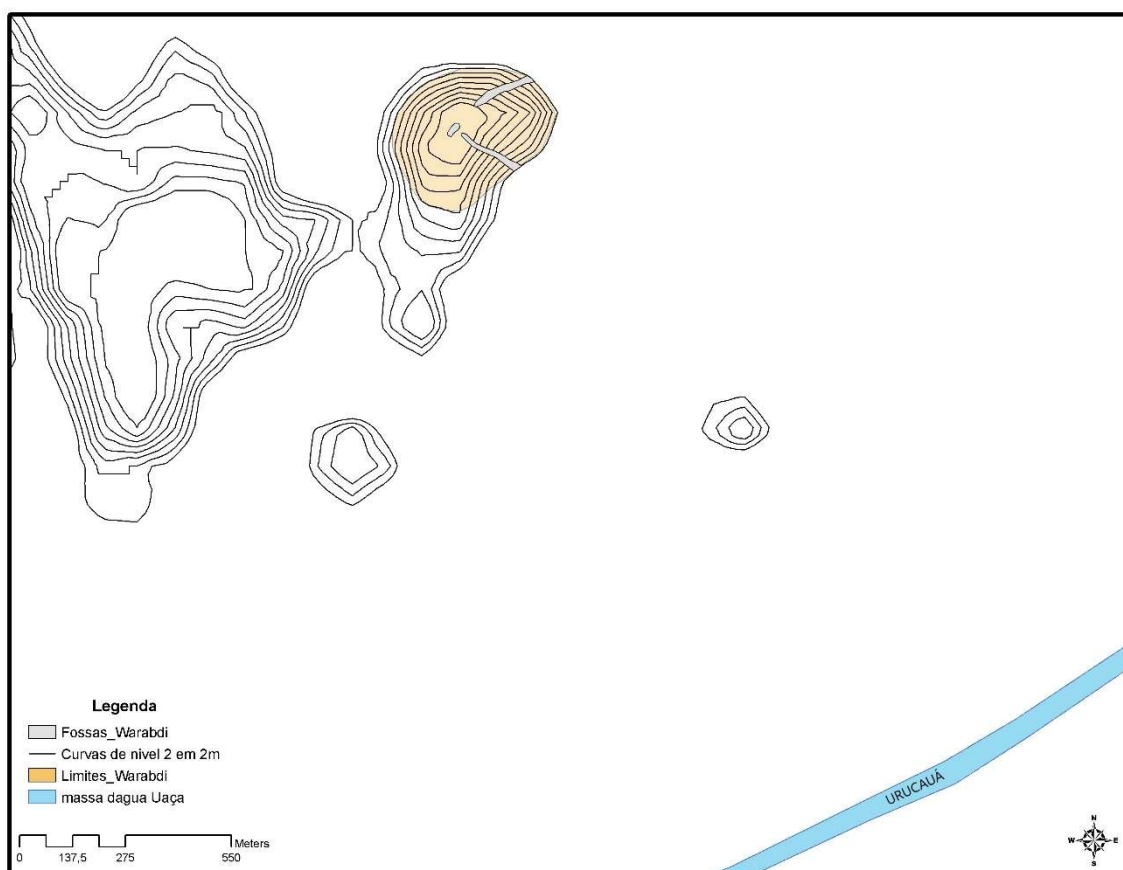 URUCAUÁ
Legenda
Fossas_Warabdi
Curvas de nivel 2 em 2m
Limites_Warabdi
massa dagua Uaça
Meters
0 137,5 275 550
N
W E
S